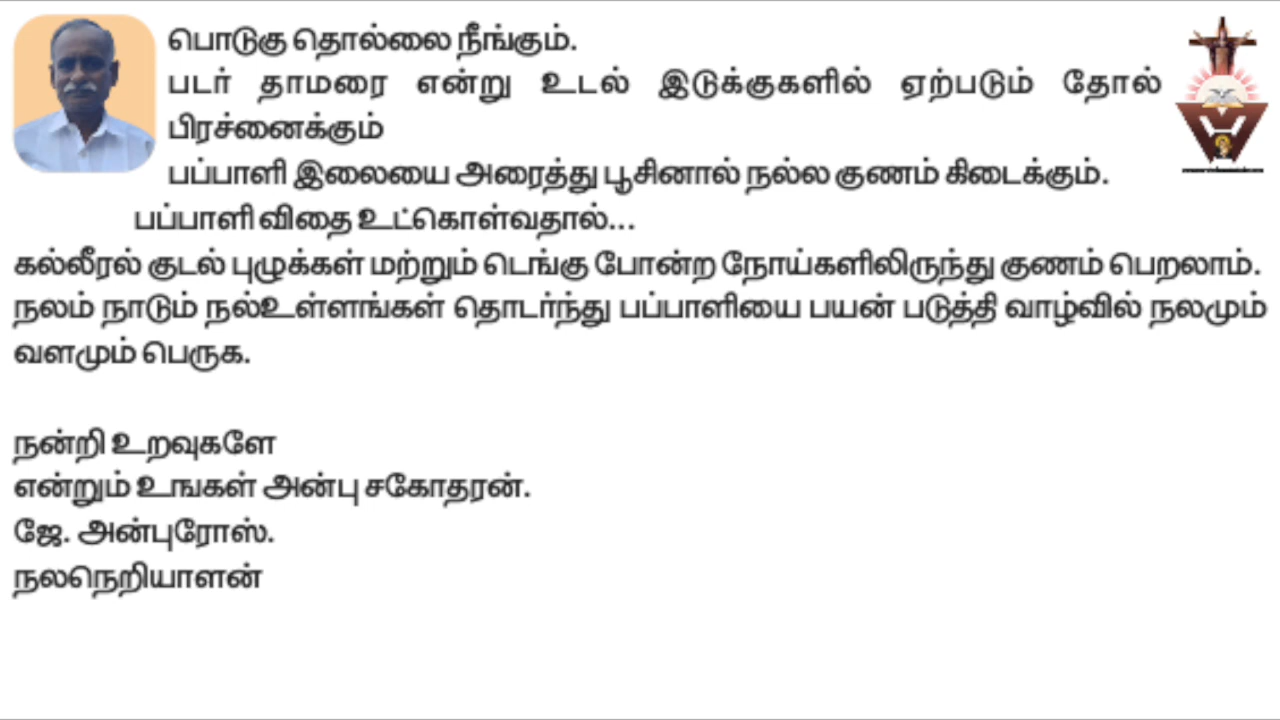 பொடுகு தொல்லை நீங்கும்.
படர் தாமரை என்று உடல் இடுக்குகளில் ஏற்படும் தோல்
பிரச்னைக்கும்
பப்பாளி இலையை அரைத்து பூசினால் நல்ல குணம் கிடைக்கும்.
பப்பாளி விதை உட்கொள்வதால்...
கல்லீரல் குடல் புழுக்கள் மற்றும் டெங்கு போன்ற நோய்களிலிருந்து குணம் பெறலாம்.
நலம் நாடும் நல்உள்ளங்கள் தொடர்ந்து பப்பாளியை பயன் படுத்தி வாழ்வில் நலமும்
வளமும் பெருக.
நன்றி உறவுகளே
என்றும் உஙகள் அன்பு சகோதரன்.
ஜே. அன்புரோஸ்.
நலநெறியாளன்